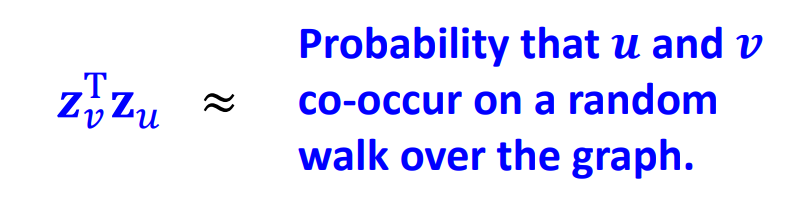 Probability that u and v
z_v^T z_u ≈ co-occur on a random
walk over the graph.